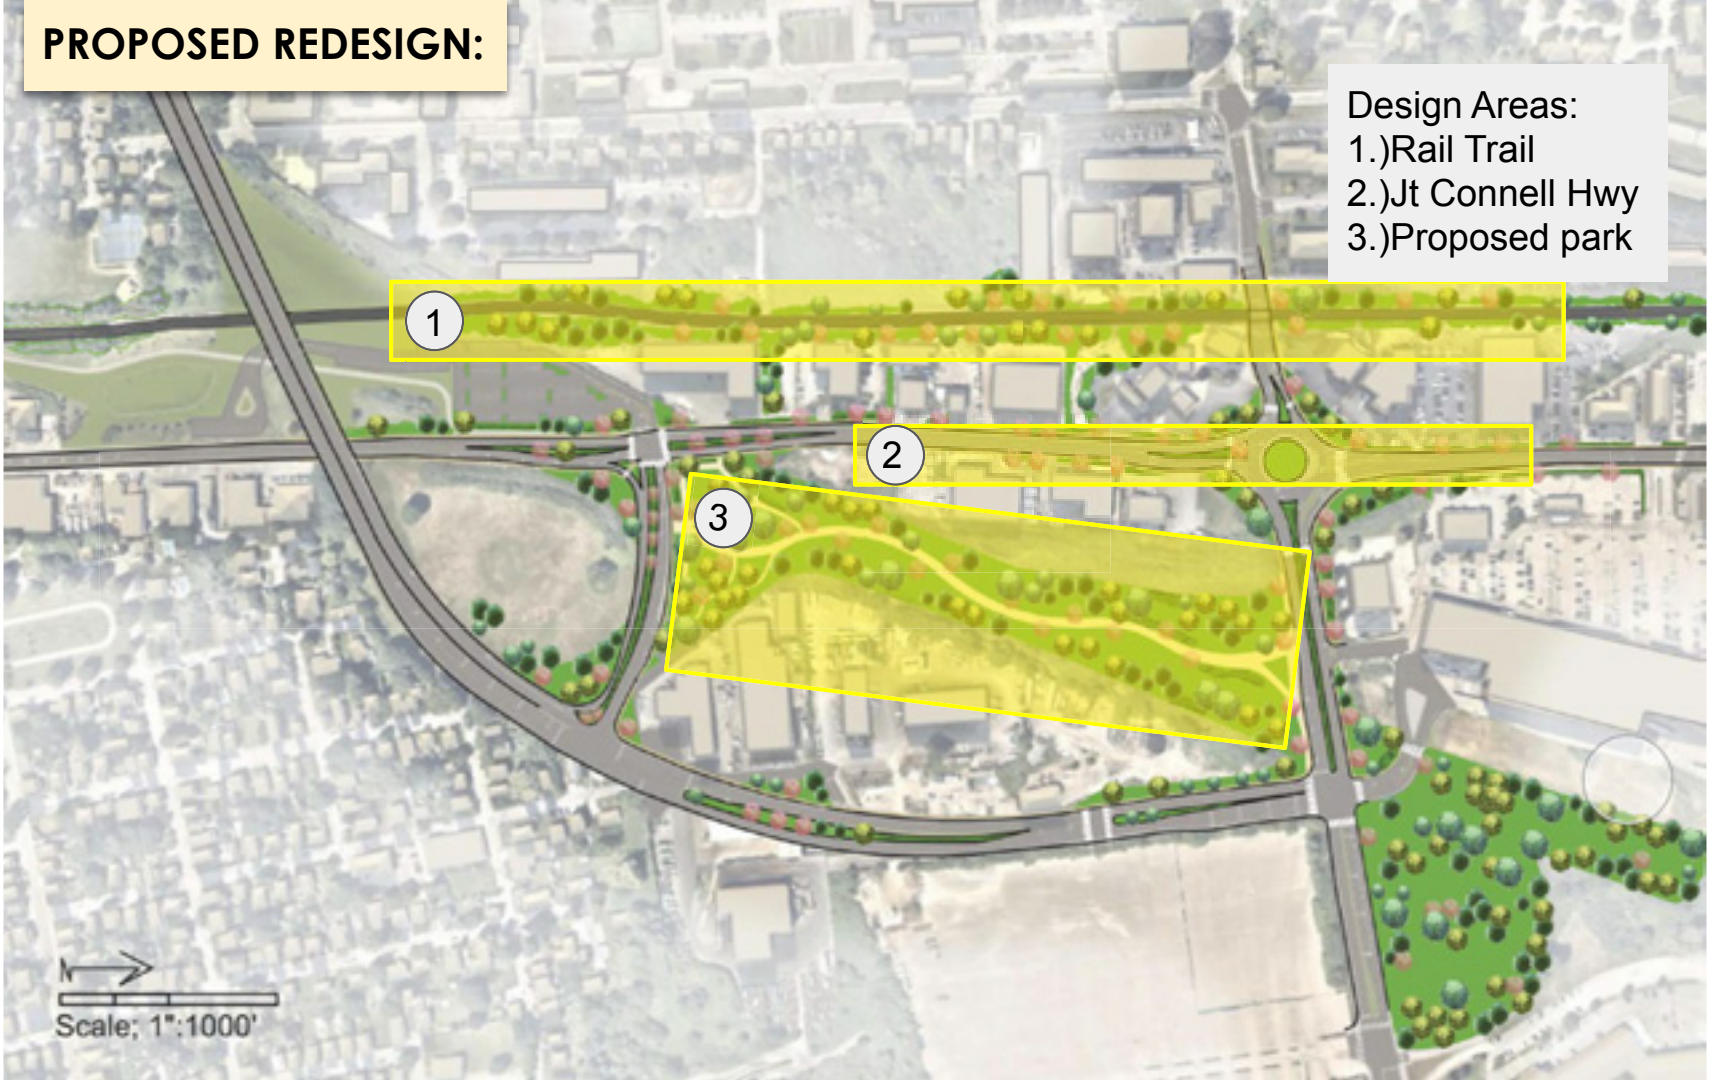 PROPOSED REDESIGN:
Design Areas:
1.)Rail Trail
2.)Jt Connell Hwy
3.)Proposed park
1
2
3
N
Scale; 1":1000'